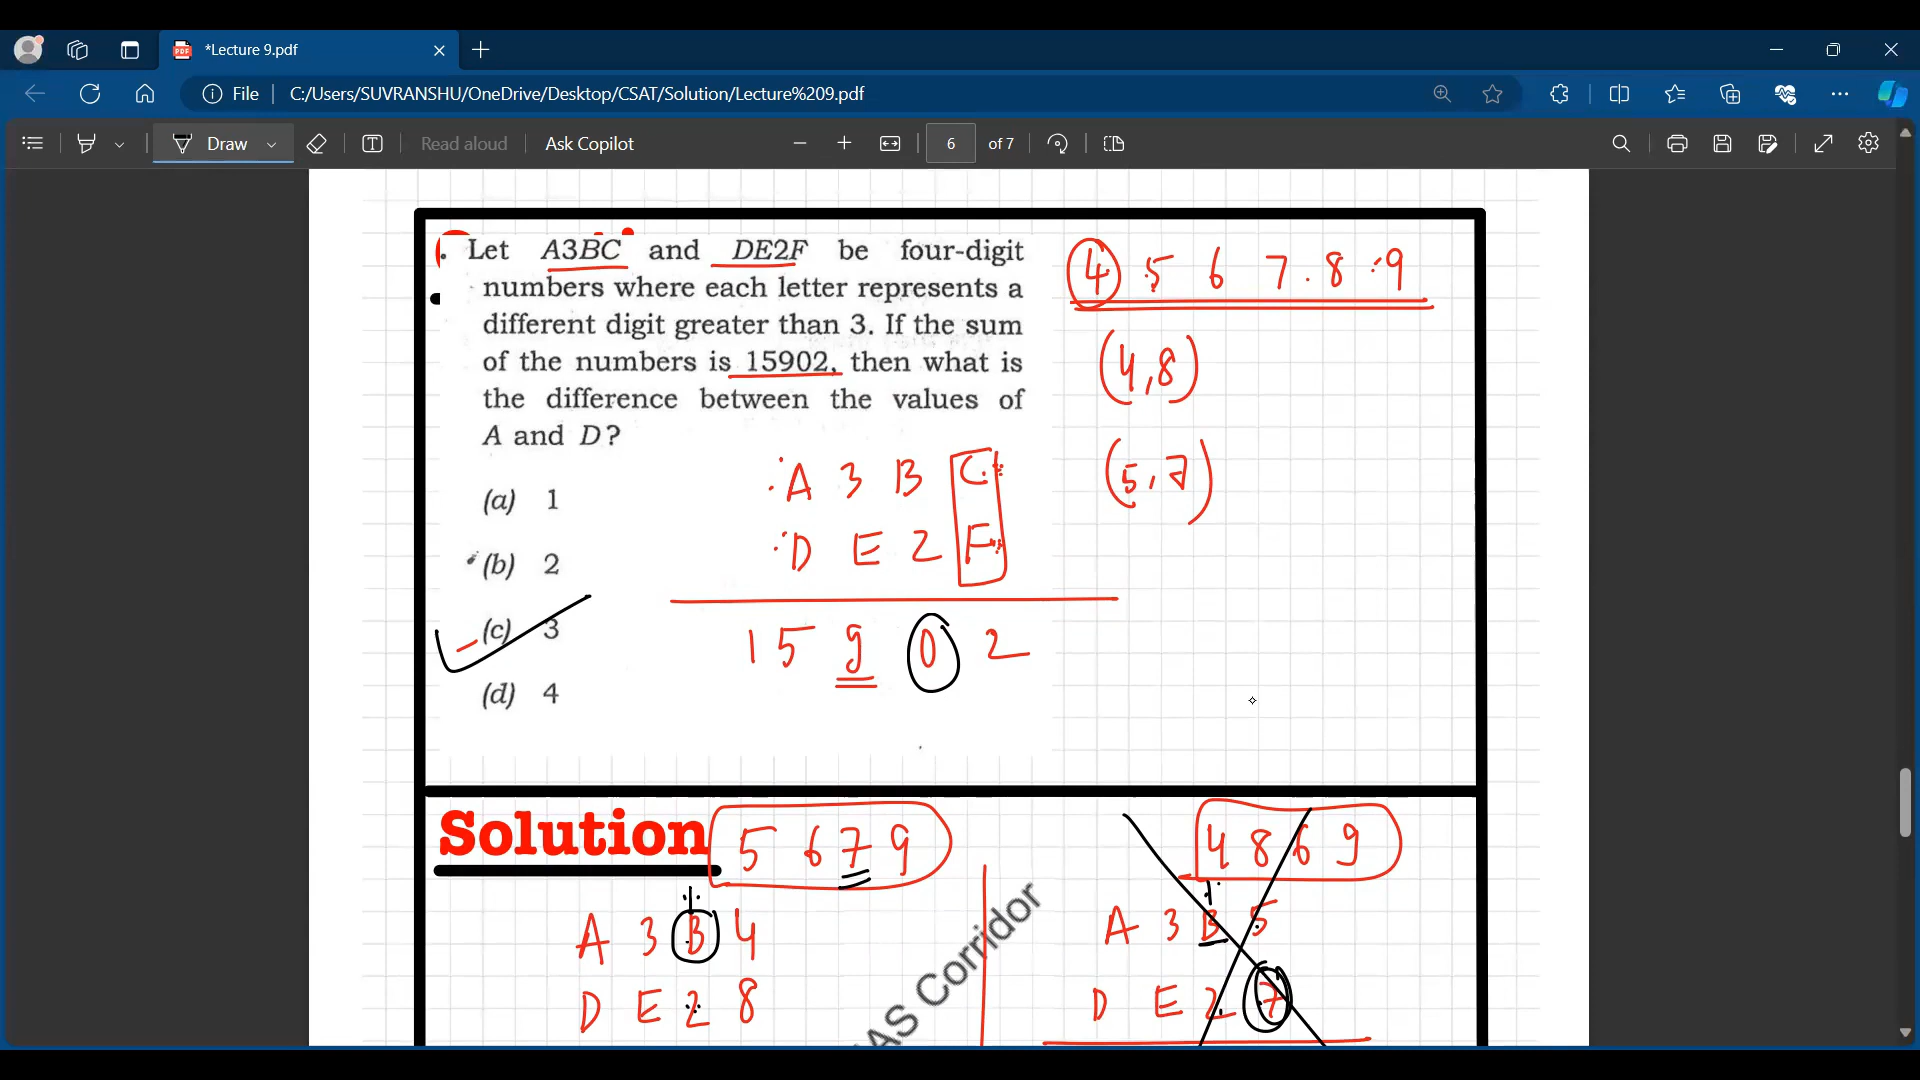 *Lecture 9.pdf
File
C:/Users/SUVRANSHU/OneDrive/Desktop/CSAT/Solution/Lecture%209.pdf
Draw
Read aloud
Ask Copilot
6
of 7
. Let A3BC and DE2F be four-digit
numbers where each letter represents a
different digit greater than 3. If the sum
of the numbers is 15902, then what is
the difference between the values of
A and D?
(a) 1
(b) 2
(c) 3
(d) 4
A 3 B C
D E 2 F
1 5 9 0 2
4 5 6 7 8 9
(4,8)
(5,7)
Solution
5 6 7 9
A 3 B 4
D E 2 8
4 8 6 9
A 3 B 5
D E 2 7
AS Corridor